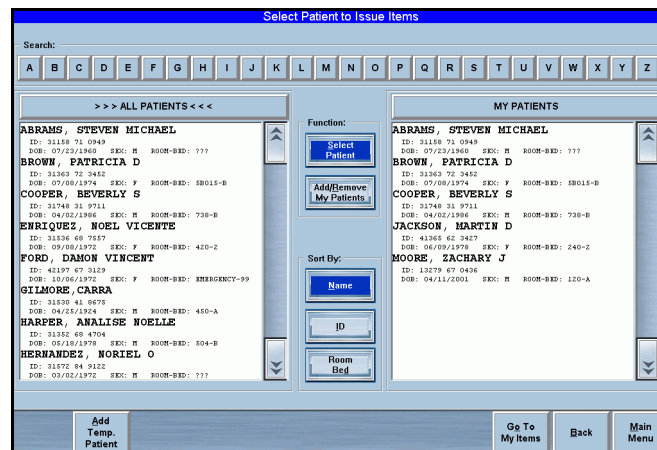 Select Patient to Issue Items
Search:
A B C D E F G H I J K L M N O P Q R S T U V W X Y Z
> > > ALL PATIENTS < < <
ABRAMS, STEVEN MICHAEL
ID: 31158 71 0949
DOB: 07/23/1960 SEX: M ROOM-BED: ???
BROWN, PATRICIA D
ID: 31363 72 3452
DOB: 07/08/1974 SEX: F ROOM-BED: SB015-B
COOPER, BEVERLY S
ID: 31748 31 9711
DOB: 04/02/1986 SEX: M ROOM-BED: 738-B
ENRIQUEZ, NOEL VICENTE
ID: 31536 68 7557
DOB: 09/08/1972 SEX: F ROOM-BED: 420-2
FORD, DAMON VINCENT
ID: 42197 67 3129
DOB: 10/06/1972 SEX: F ROOM-BED: EMERGENCY-99
GILMORE,CARRA
ID: 31530 41 8675
DOB: 04/25/1924 SEX: M ROOM-BED: 450-A
HARPER, ANALISE NOELLE
ID: 31352 68 4704
DOB: 05/18/1978 SEX: M ROOM-BED: 504-B
HERNANDEZ, NORIEL O
ID: 31572 84 9122
DOB: 03/02/1972 SEX: M ROOM-BED: ???
Function:
Select
Patient
Add/Remove
My Patients
Sort By:
Name
ID
Room
Bed
MY PATIENTS
ABRAMS, STEVEN MICHAEL
ID: 31158 71 0949
DOB: 07/23/1960 SEX: M ROOM-BED: ???
BROWN, PATRICIA D
ID: 31363 72 3452
DOB: 07/08/1974 SEX: F ROOM-BED: SB015-B
COOPER, BEVERLY S
ID: 31748 31 9711
DOB: 04/02/1986 SEX: M ROOM-BED: 738-B
JACKSON, MARTIN D
ID: 41365 62 3427
DOB: 06/09/1978 SEX: M ROOM-BED: 240-2
MOORE, ZACHARY J
ID: 13279 67 0436
DOB: 04/11/2001 SEX: M ROOM-BED: 120-A
Add
Temp.
Patient
Go To
My Items
Back
Main
Menu